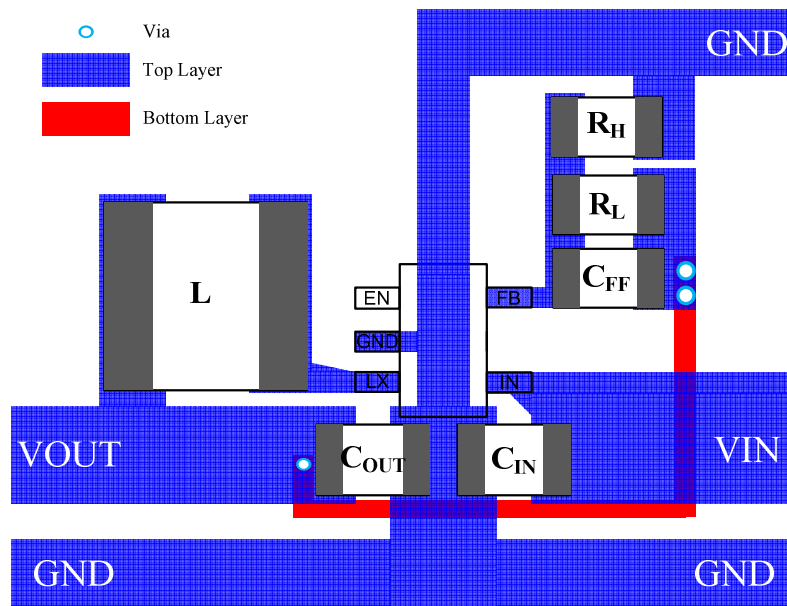 Via
Top Layer
Bottom Layer
GND
RH
RL
L
CFF
EN
FB
GND
LX
IN
VOUT
COUT
CIN
VIN
GND
GND